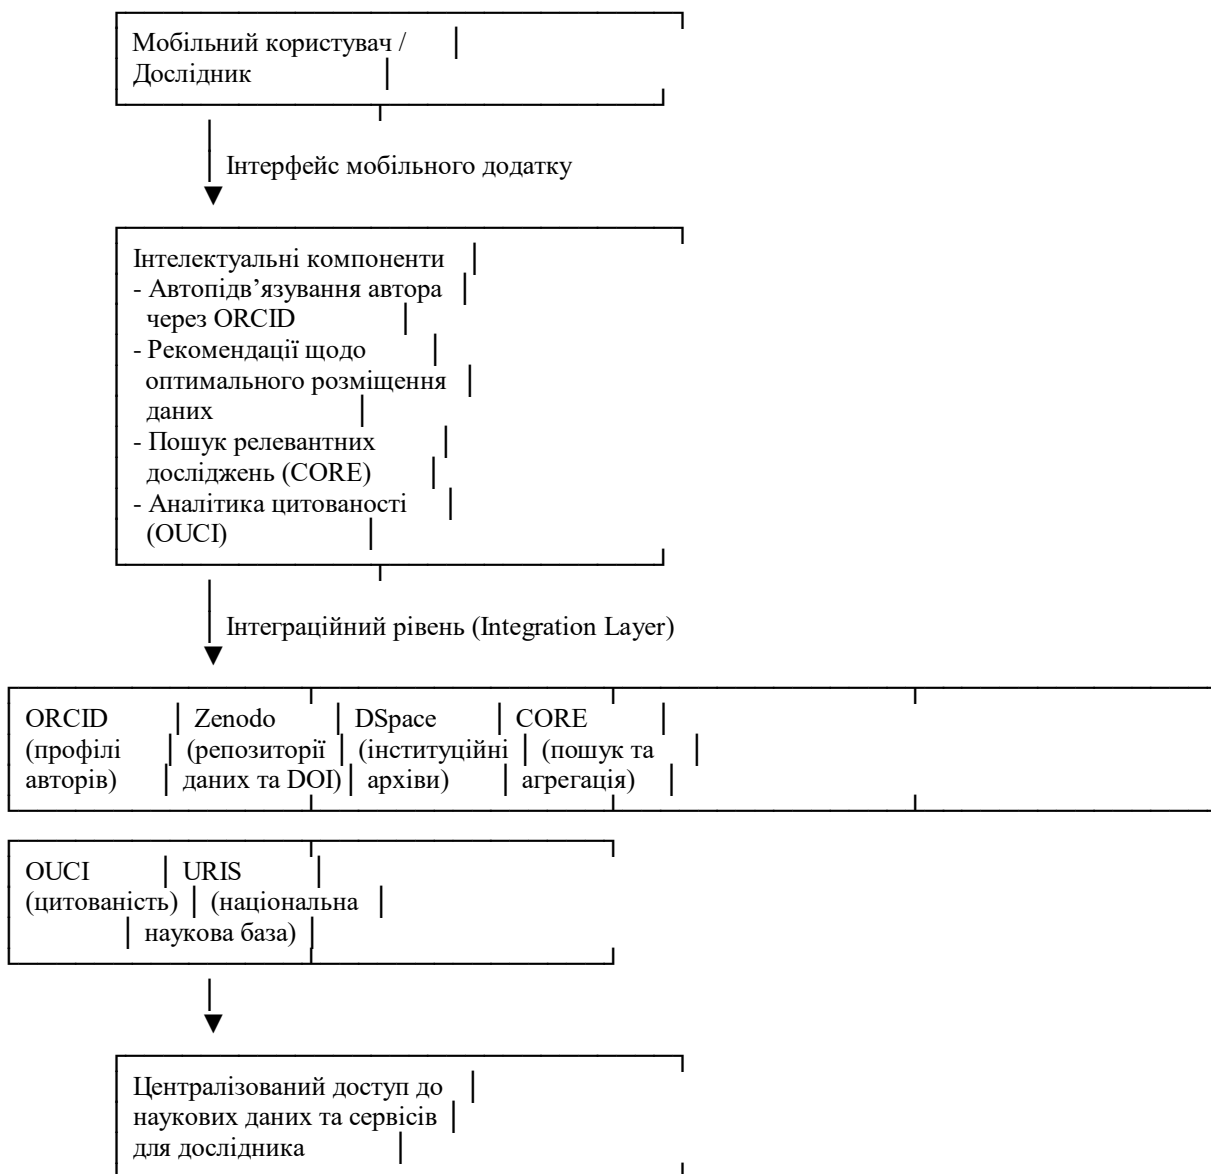 Мобільний користувач /
Дослідник
Інтерфейс мобільного додатку
Інтелектуальні компоненти
- Автопідв’язування автора
через ORCID
- Рекомендації щодо
оптимального розміщення
даних
- Пошук релевантних
досліджень (CORE)
- Аналітика цитованості
(OUCI)
Інтеграційний рівень (Integration Layer)
ORCID │ Zenodo │ DSpace │ CORE │
(профілі │ (репозиторії │ (інституційні │ (пошук та │
авторів) │ даних та DOI) │ архіви) │ агрегація) │
OUCI │ URIS │
(цитованість) │ (національна │
│ наукова база) │
Централізований доступ до
наукових даних та сервісів
для дослідника